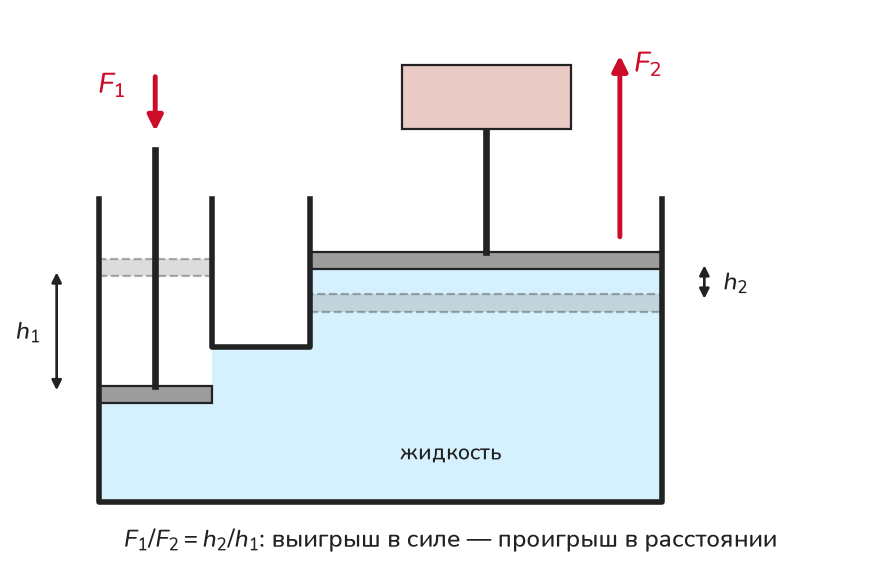 F₁
F₂
h₂
h₁
жидкость
F₁/F₂ = h₂/h₁: выигрыш в силе — проигрыш в расстоянии